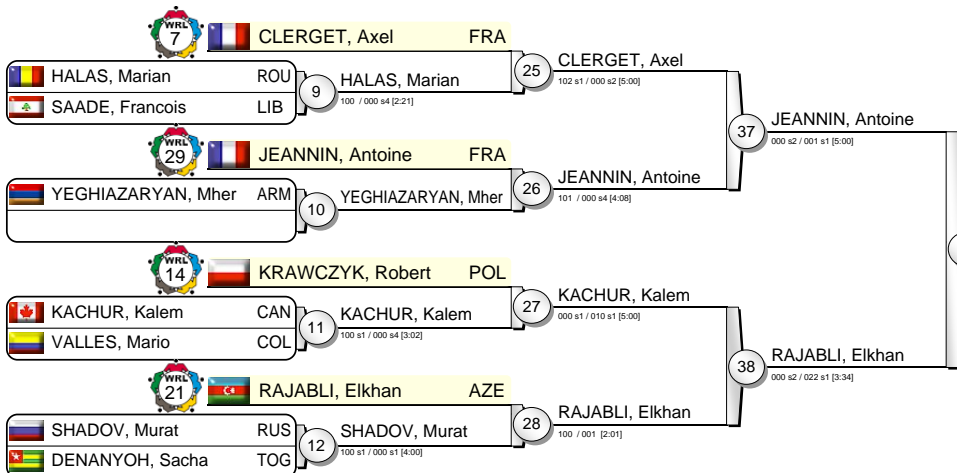 WRL
7
CLERGET, Axel FRA
HALAS, Marian ROU
SAADE, Francois LIB
9
HALAS, Marian
100 / 000 s4 [2:21]
25
CLERGET, Axel
102 s1 / 000 s2 [5:00]
WRL
29
JEANNIN, Antoine FRA
YEGHIAZARYAN, Mher ARM
10
YEGHIAZARYAN, Mher
26
JEANNIN, Antoine
101 / 000 s4 [4:08]
37
JEANNIN, Antoine
000 s2 / 001 s1 [5:00]
WRL
14
KRAWCZYK, Robert POL
KACHUR, Kalem CAN
VALLES, Mario COL
11
KACHUR, Kalem
100 s1 / 000 s4 [3:02]
27
KACHUR, Kalem
000 s1 / 010 s1 [5:00]
WRL
21
RAJABLI, Elkhan AZE
SHADOV, Murat RUS
DENANYOH, Sacha TOG
12
SHADOV, Murat
100 s1 / 000 s1 [4:00]
28
RAJABLI, Elkhan
100 / 001 [2:01]
38
RAJABLI, Elkhan
000 s2 / 022 s1 [3:34]